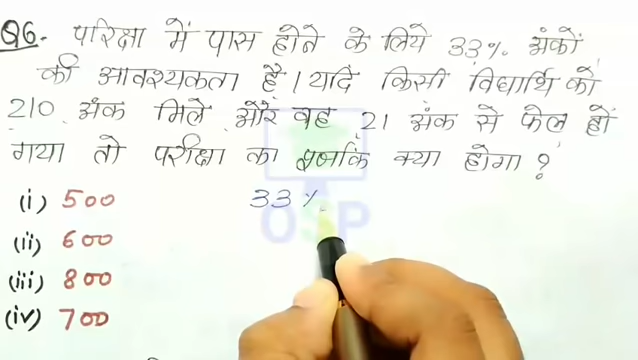 Q6. परिक्षा में पास होने के लिये 33% अंकों
की आवश्यकता है। यदि किसी विद्यार्थि को
210 अंक मिले और वह 21 अंक से फेल हो
गया तो परीक्षा का पूर्णांक क्या होगा?
(i) 500
33%
(ii) 600
(iii) 800
(iv) 700
OSP